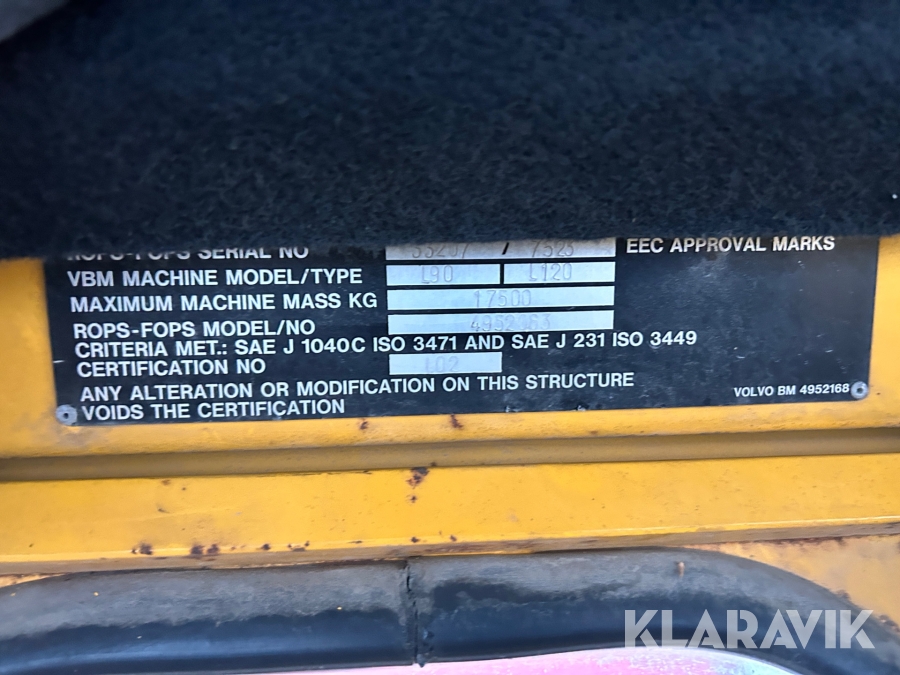 ROPS-FOPS SERIAL NO / 7523 EEC APPROVAL MARKS
VBM MACHINE MODEL/TYPE L90 L120
MAXIMUM MACHINE MASS KG 17500
ROPS-FOPS MODEL/NO 4952363
CRITERIA MET.: SAE J 1040C ISO 3471 AND SAE J 231 ISO 3449
CERTIFICATION NO L02
ANY ALTERATION OR MODIFICATION ON THIS STRUCTURE
VOIDS THE CERTIFICATION
VOLVO BM 4952168
KLARAVIK